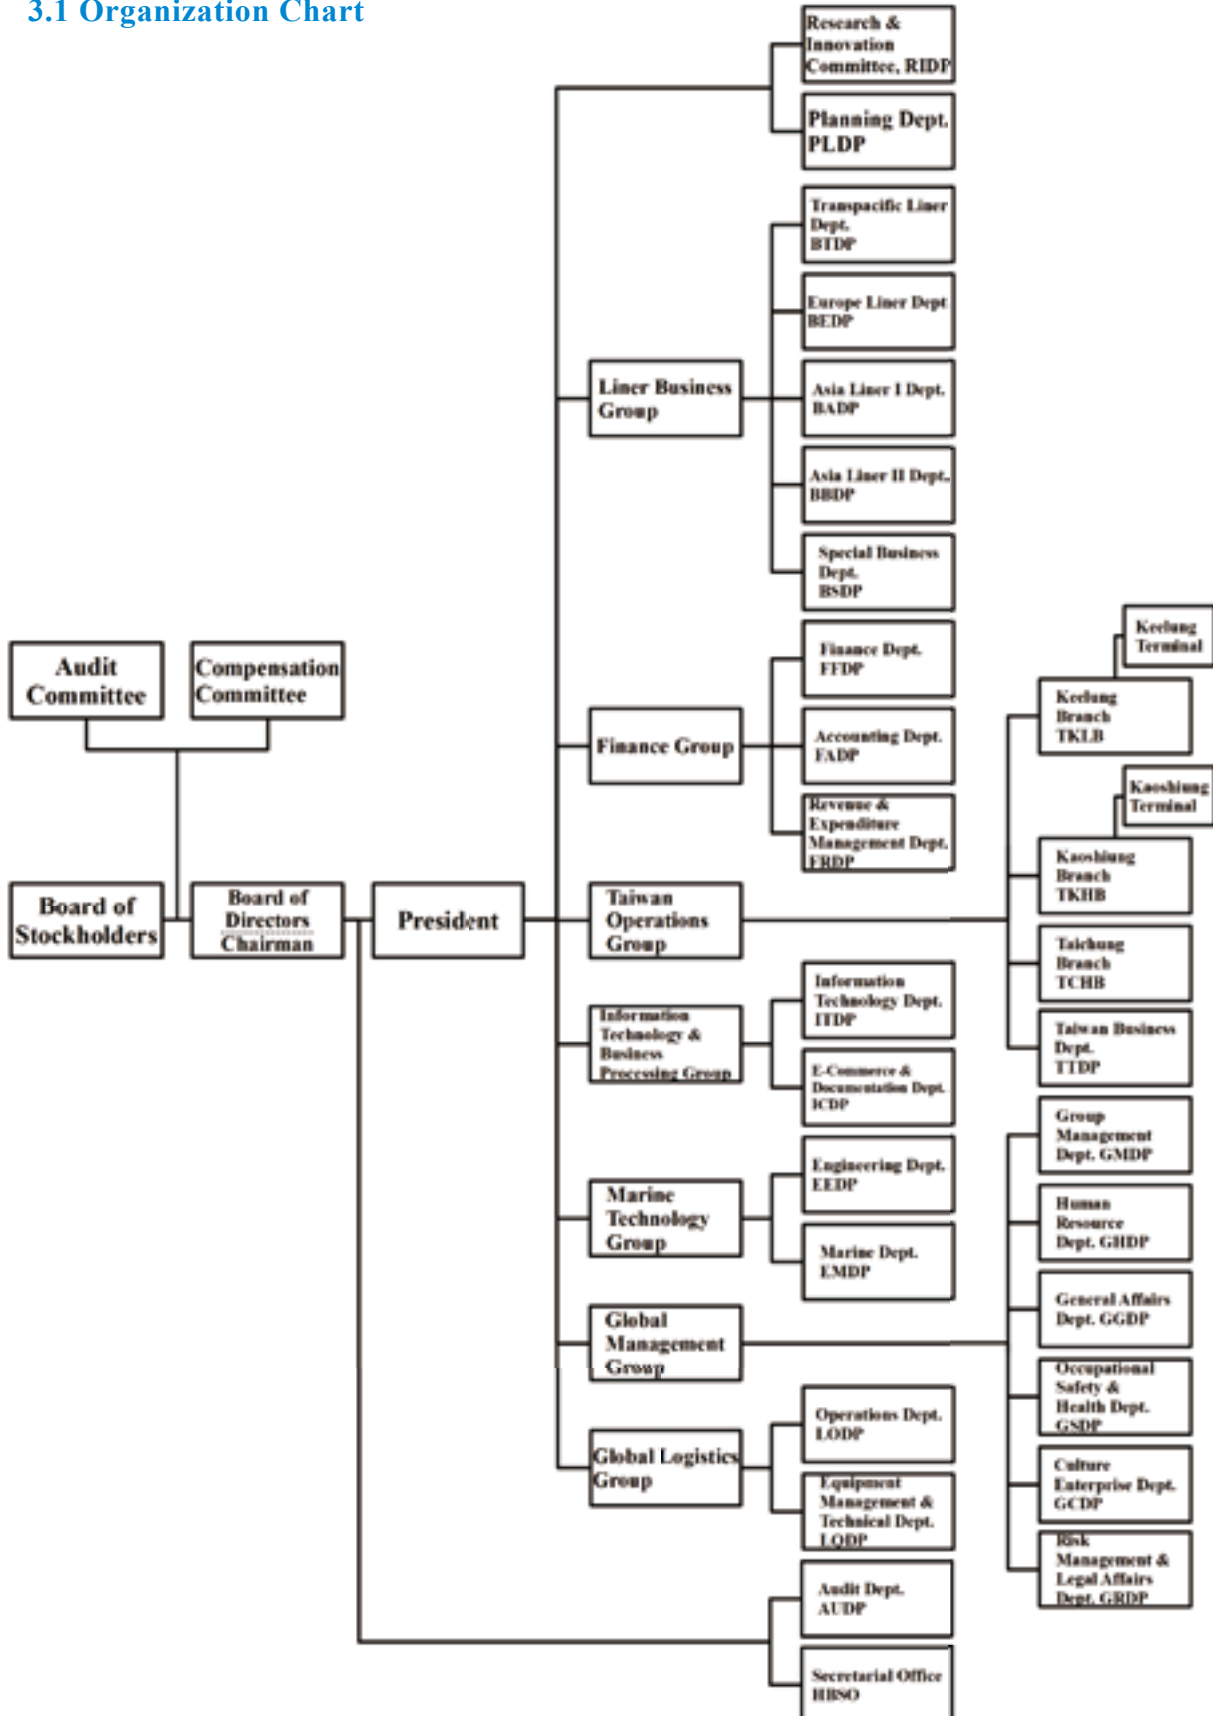 3.1 Organization Chart
Research &
Innovation
Committee, RIDP
Planning Dept.
PLDP
Transpacific Liner
Dept.
BTDP
Europe Liner Dept
BEDP
Liner Business
Group
Asia Liner I Dept.
BADP
Asia Liner II Dept.
BBDP
Special Business
Dept.
BSDP
Audit
Committee
Compensation
Committee
Finance Dept.
FFDP
Finance Group
Accounting Dept.
FADP
Revenue &
Expenditure
Management Dept.
FRDP
Keelung
Terminal
Keelung
Branch
TKLB
Kaoshiung
Terminal
Kaoshiung
Branch
TKHB
Board of
Stockholders
Board of
Directors
Chairman
President
Taiwan
Operations
Group
Taichung
Branch
TCHB
Taiwan Business
Dept.
TTDP
Information
Technology &
Business
Processing Group
Information
Technology Dept.
ITDP
E-Commerce &
Documentation Dept.
ICDP
Marine
Technology
Group
Engineering Dept.
EEDP
Marine Dept.
EMDP
Global
Management
Group
Group
Management
Dept. GMDP
Human
Resource
Dept. GHDP
General Affairs
Dept. GGDP
Occupational
Safety &
Health Dept.
GSDP
Culture
Enterprise Dept.
GCDP
Risk
Management &
Legal Affairs
Dept. GRDP
Global Logistics
Group
Operations Dept.
LODP
Equipment
Management &
Technical Dept.
LQDP
Audit Dept.
AUDP
Secretarial Office
HBSO